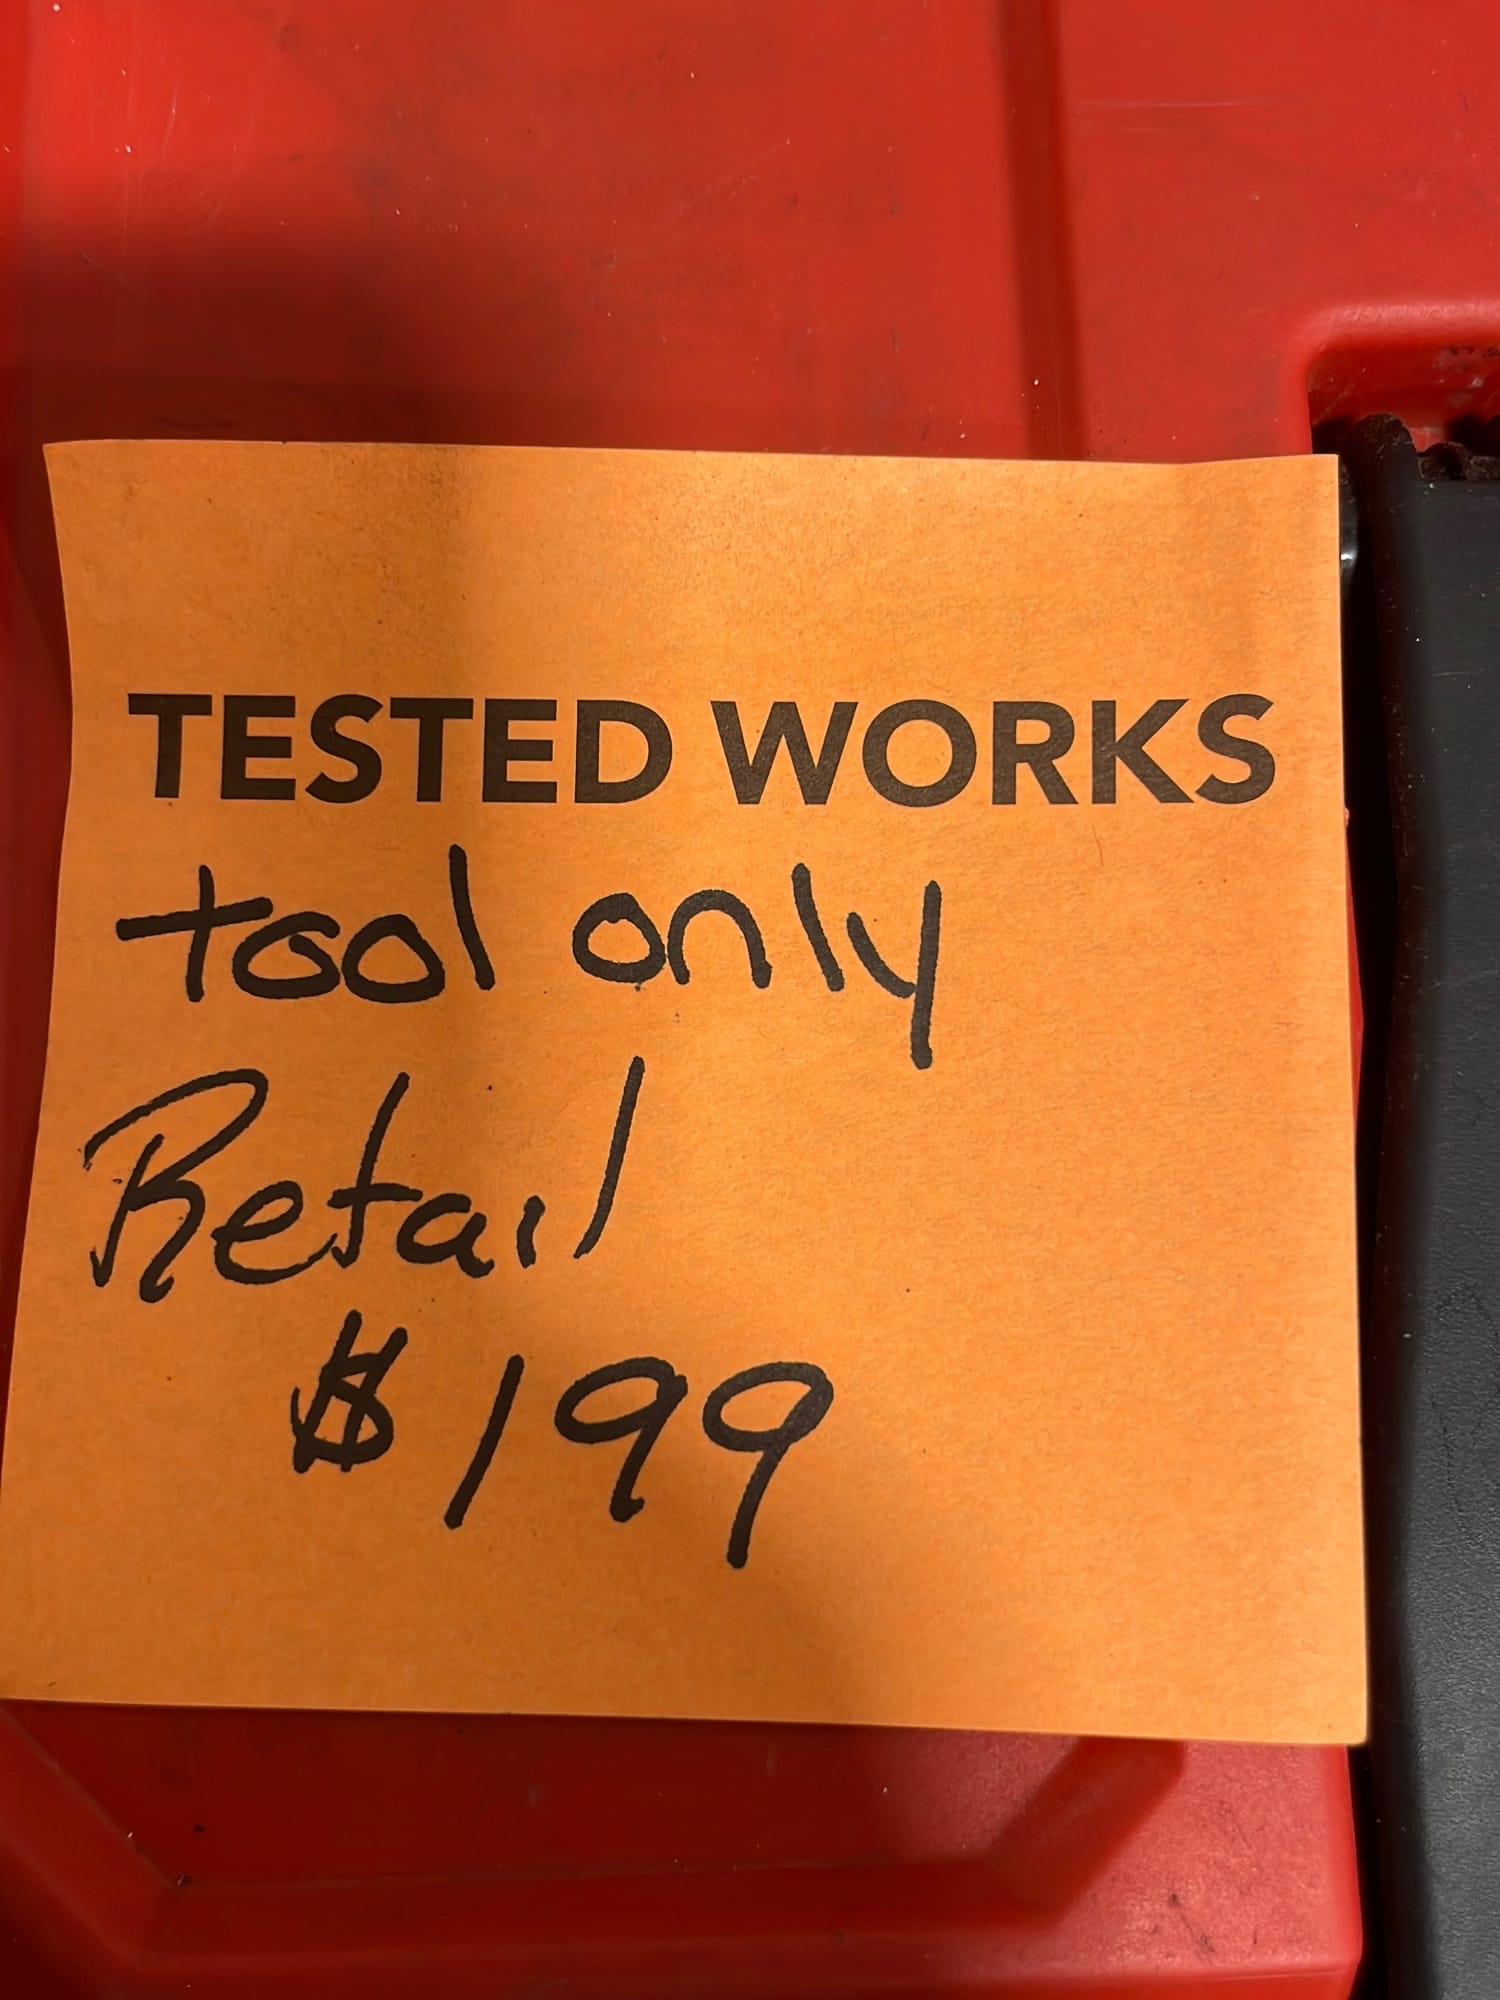 TESTED WORKS
tool only
Retail
$199